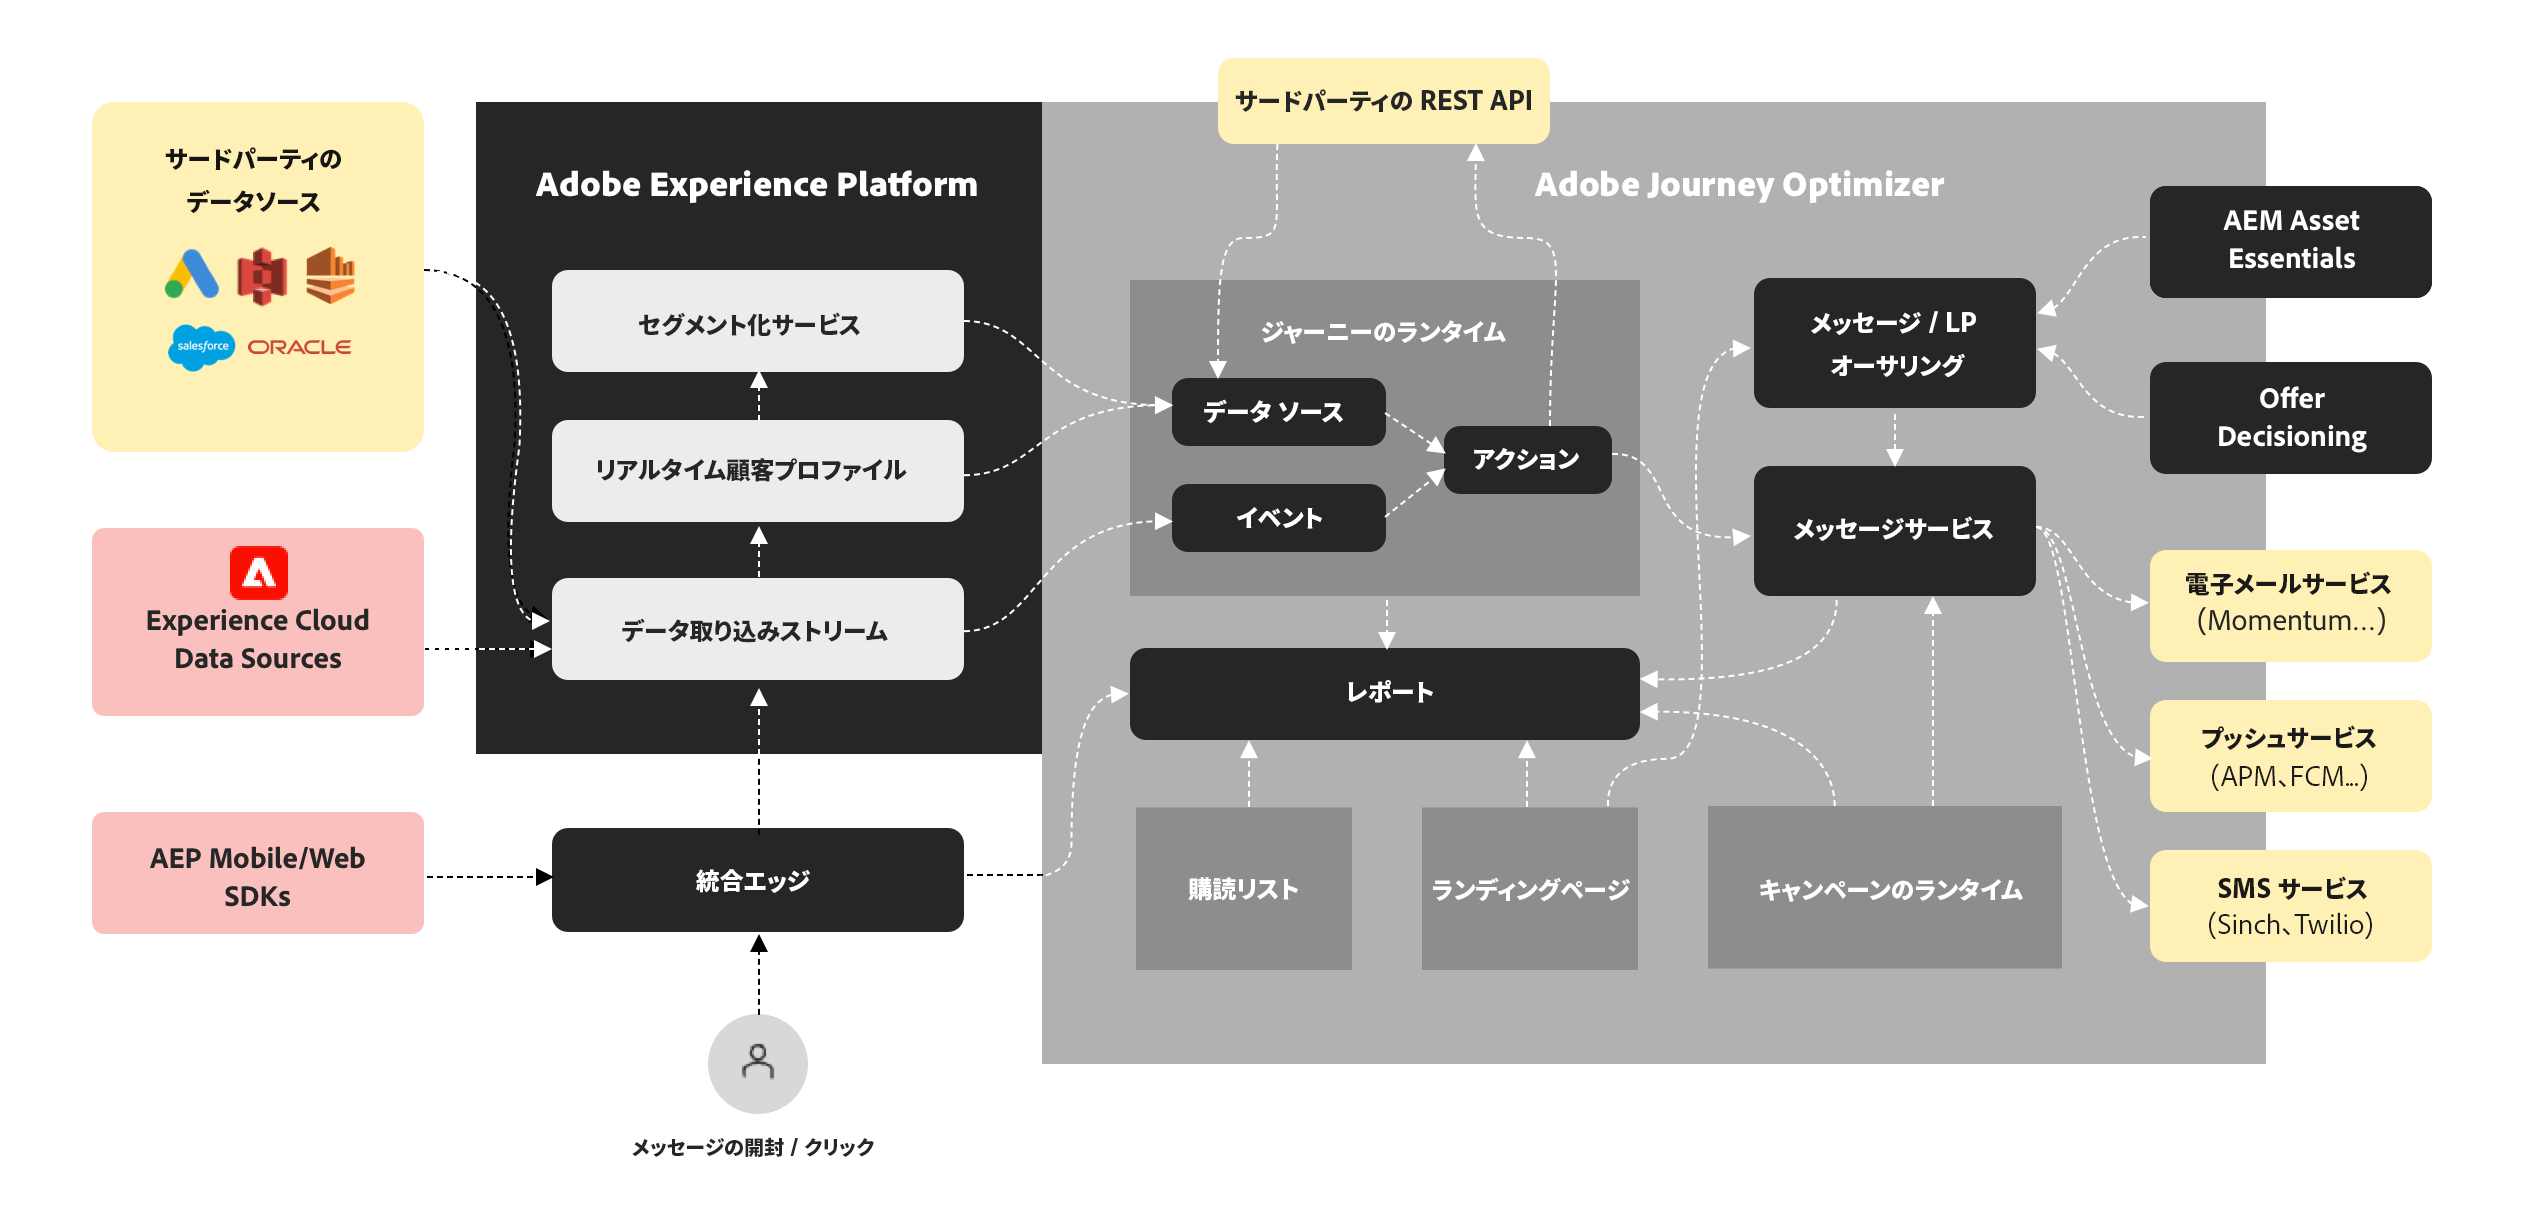 サードパーティの
データソース
salesforce
ORACLE
Experience Cloud
Data Sources
AEP Mobile/Web
SDKs
Adobe Experience Platform
セグメント化サービス
リアルタイム顧客プロファイル
データ取り込みストリーム
統合エッジ
メッセージの開封 / クリック
サードパーティの REST API
Adobe Journey Optimizer
ジャーニーのランタイム
データ ソース
アクション
イベント
レポート
購読リスト
ランディングページ
キャンペーンのランタイム
メッセージ / LP
オーサリング
メッセージサービス
AEM Asset
Essentials
Offer
Decisioning
電子メールサービス
(Momentum...)
プッシュサービス
(APM、FCM...)
SMS サービス
(Sinch、Twilio)